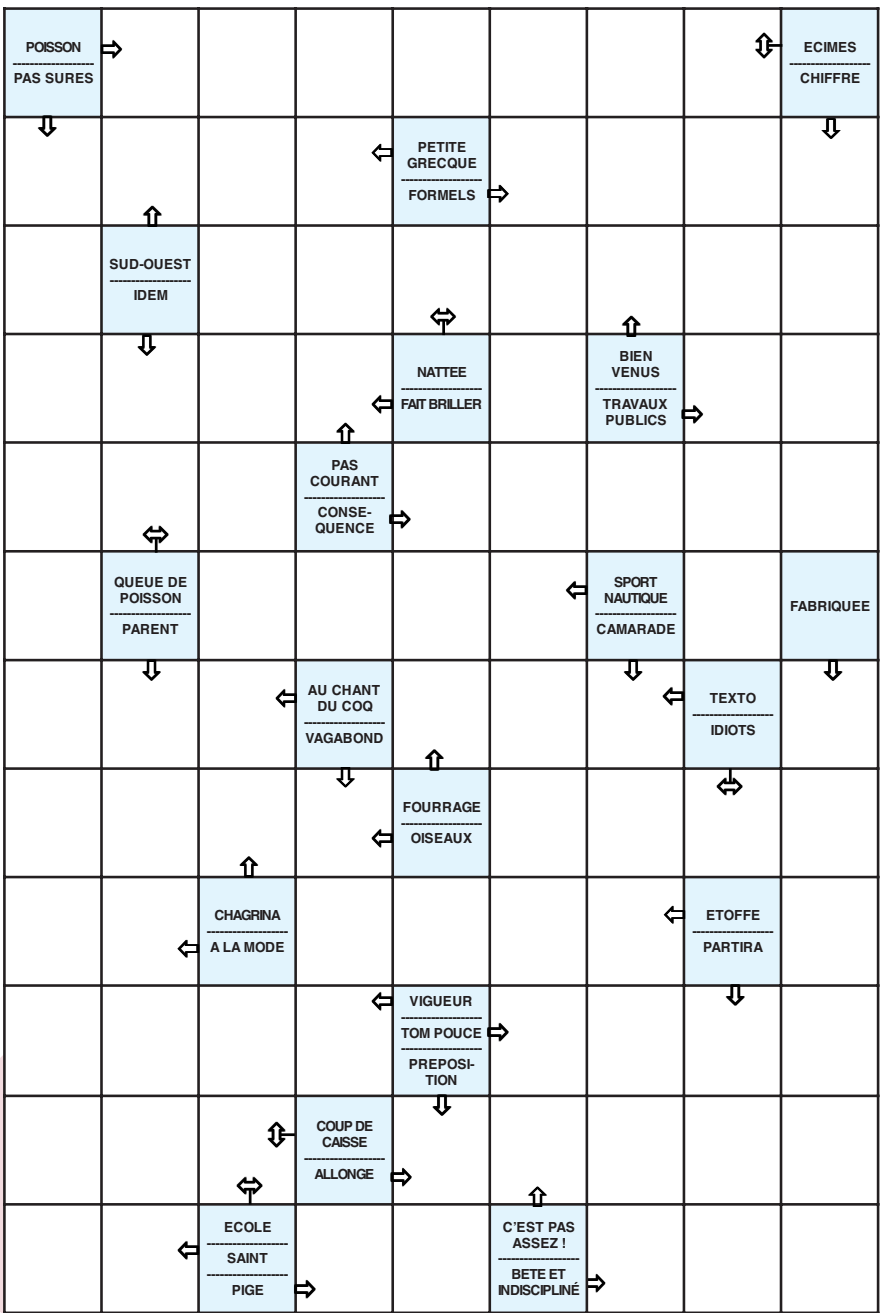 POISSON
PAS SURES
ECIMES
CHIFFRE
PETITE
GRECQUE
FORMELS
SUD-OUEST
IDEM
NATTEE
FAIT BRILLER
BIEN
VENUS
TRAVAUX
PUBLICS
PAS
COURANT
CONSE-
QUENCE
QUEUE DE
POISSON
PARENT
SPORT
NAUTIQUE
CAMARADE
FABRIQUEE
AU CHANT
DU COQ
VAGABOND
TEXTO
IDIOTS
FOURRAGE
OISEAUX
CHAGRINA
A LA MODE
ETOFFE
PARTIRA
VIGUEUR
TOM POUCE
PREPOSI-
TION
COUP DE
CAISSE
ALLONGE
ECOLE
SAINT
PIGE
C'EST PAS
ASSEZ !
BETE ET
INDISCIPLINÉ